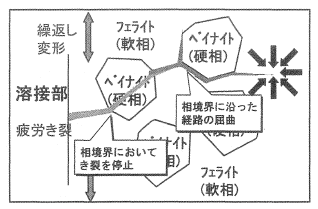 繰返し
変形
フェライト
(軟相)
ベイナイト
(硬相)
ベイナイト
(硬相)
溶接部
疲労き裂
相境界に沿った
経路の屈曲
相境界において
き裂を停止
イト
相)
フェライト
(軟相)